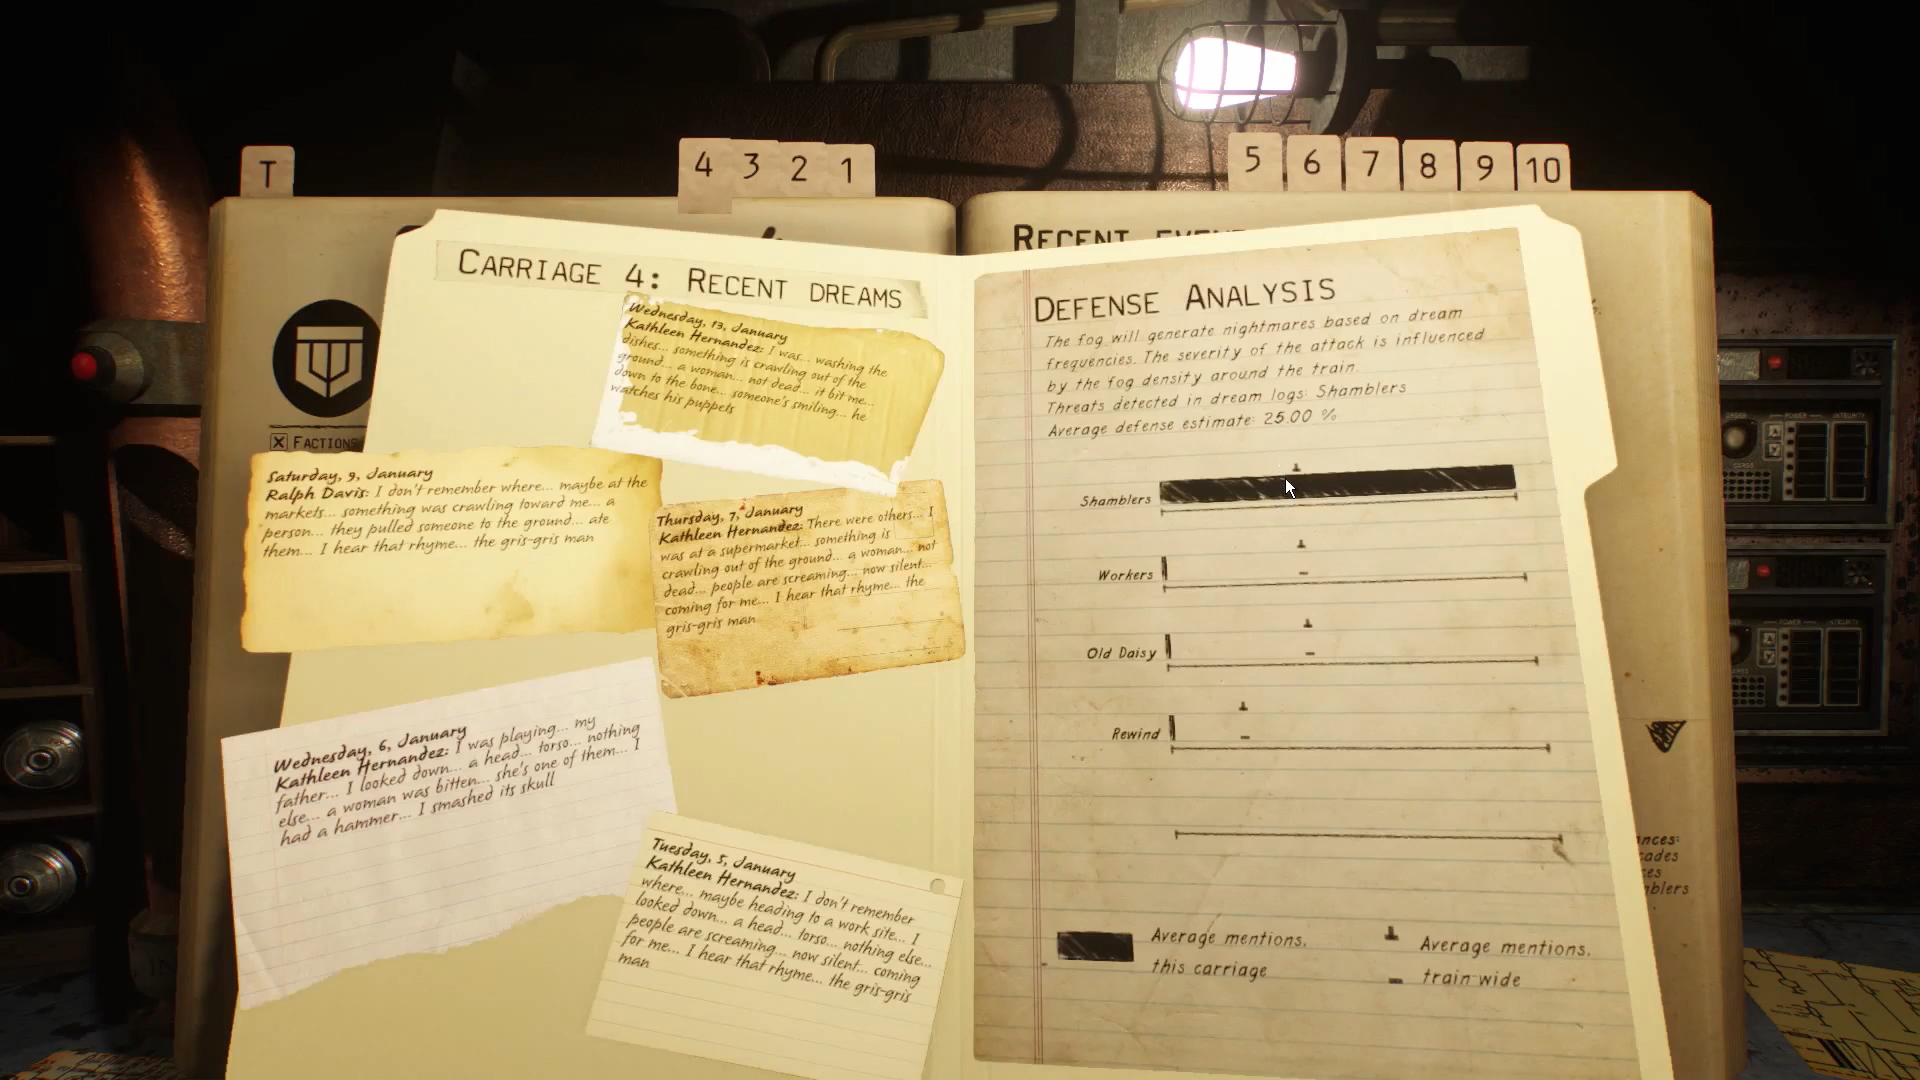 T
4 3 2 1
5 6 7 8 9 10
RECENT
FACTIONS
CARRIAGE 4: RECENT DREAMS
Wednesday, 13, January
Kathleen Hernandez: I was... washing the
dishes... something is crawling out of the
ground... a woman... not dead... it bit me...
down to the bone... someone's smiling... he
watches his puppets
Saturday, 9, January
Ralph Davis: I don't remember where... maybe at the
markets... something was crawling toward me... a
person... they pulled someone to the ground... ate
them... I hear that rhyme... the gris-gris man
Thursday, 7, January
Kathleen Hernandez: There were others... I
was at a supermarket... something is
crawling out of the ground... a woman... not
dead... people are screaming... now silent...
coming for me... I hear that rhyme... the
gris-gris man
Wednesday, 6, January
Kathleen Hernandez: I was playing... my
father... I looked down... a head... torso... nothing
else... a woman was bitten... she's one of them... I
had a hammer... I smashed its skull
Tuesday, 5, January
Kathleen Hernandez: I don't remember
where... maybe heading to a work site... I
looked down... a head... torso... nothing else...
people are screaming... now silent... coming
for me... I hear that rhyme... the gris-gris
man
DEFENSE ANALYSIS
The fog will generate nightmares based on dream
frequencies. The severity of the attack is influenced
by the fog density around the train.
Threats detected in dream logs: Shamblers
Average defense estimate: 25.00 %
Shamblers
Workers
Old Daisy
Rewind
Average mentions,
this carriage
Average mentions,
train wide
POWER
INTEGRITY